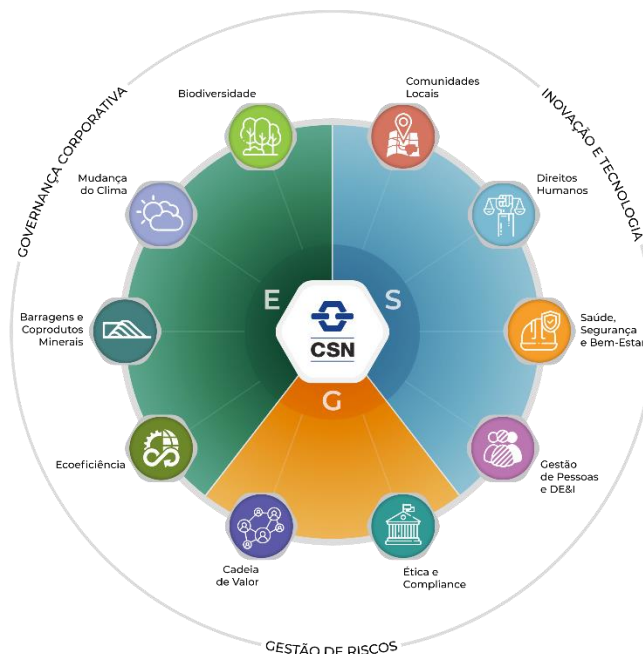 GOVERNANÇA CORPORATIVA
INOVAÇÃO E TECNOLOGIA
Biodiversidade
Comunidades
Locais
Mudança
do Clima
Direitos
Humanos
E
S
CSN
G
Barragens e
Coprodutos
Minerais
Saúde,
Segurança
e Bem-Estar
Ecoeficiência
Gestão
de Pessoas
e DE&I
Cadeia
de Valor
Ética e
Compliance
GESTÃO DE RISCOS